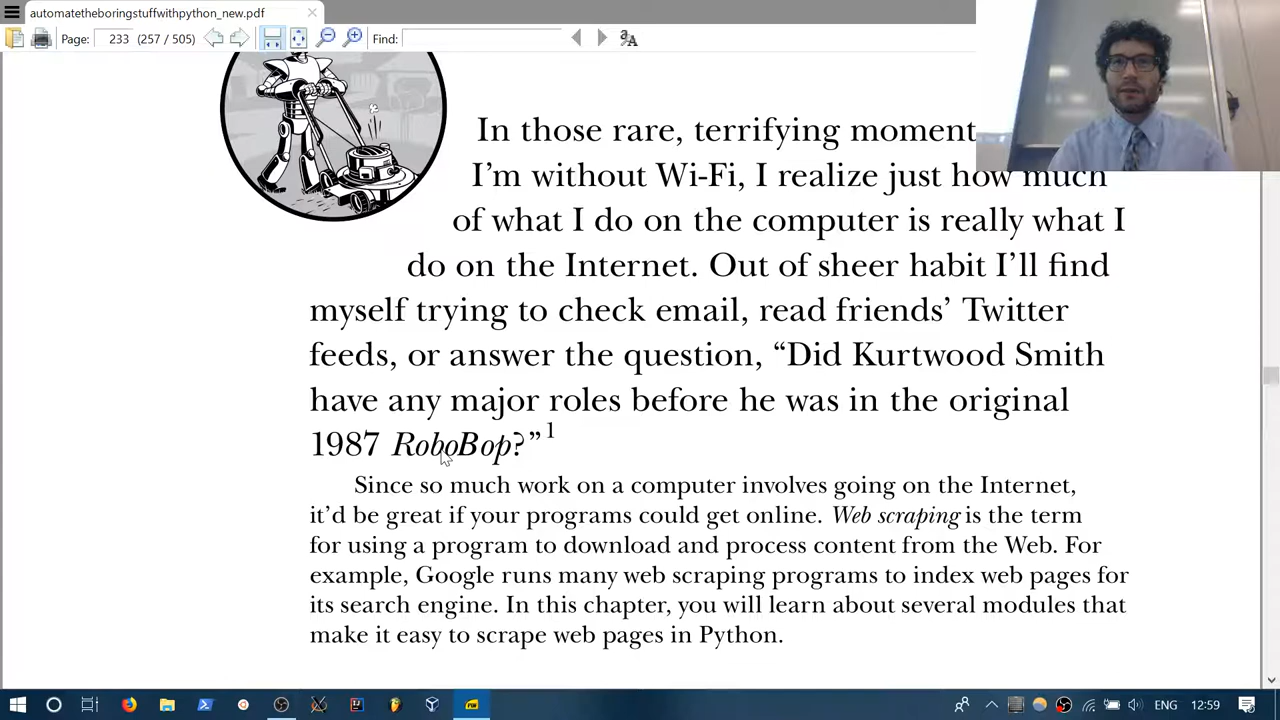 automatetheboringstuffwithpython_new.pdf
Page: 233 (257 / 505) Find:
In those rare, terrifying moment
I'm without Wi-Fi, I realize just how much
of what I do on the computer is really what I
do on the Internet. Out of sheer habit I'll find
myself trying to check email, read friends' Twitter
feeds, or answer the question, “Did Kurtwood Smith
have any major roles before he was in the original
1987 RoboBop?”1
Since so much work on a computer involves going on the Internet,
it'd be great if your programs could get online. Web scraping is the term
for using a program to download and process content from the Web. For
example, Google runs many web scraping programs to index web pages for
its search engine. In this chapter, you will learn about several modules that
make it easy to scrape web pages in Python.
ENG 12:59